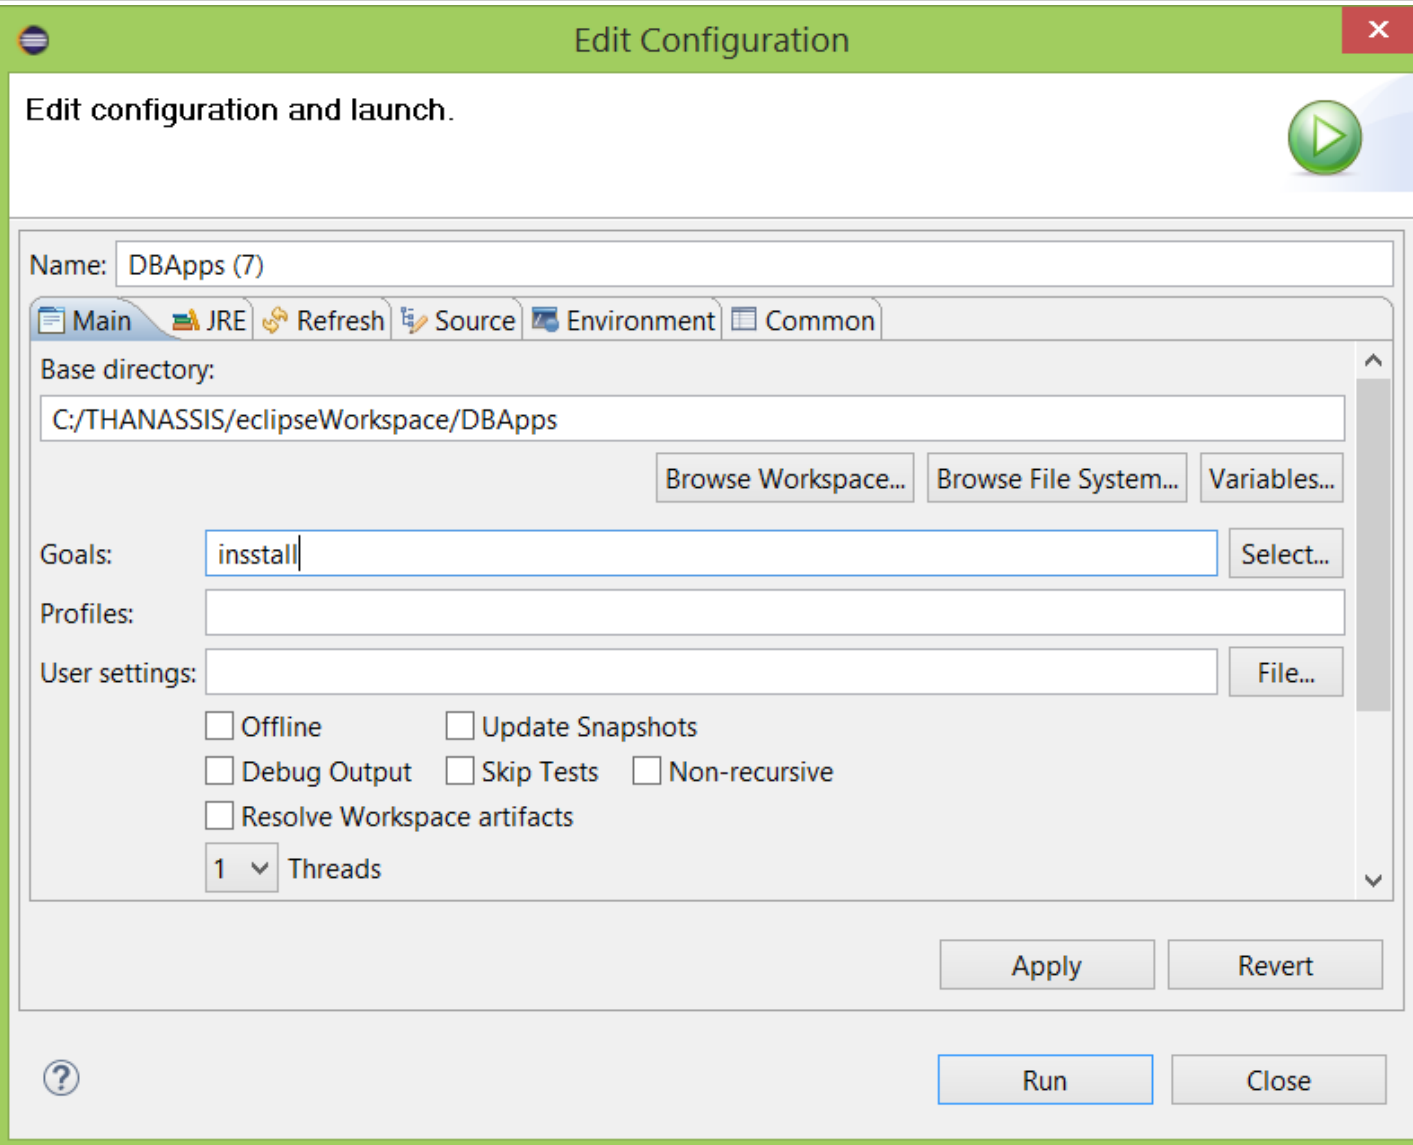 Edit Configuration
Edit configuration and launch.
Name: DBApps (7)
Main JRE Refresh Source Environment Common
Base directory:
C:/THANASSIS/eclipseWorkspace/DBApps
Browse Workspace... Browse File System... Variables...
Goals: insstall Select...
Profiles:
User settings: File...
Offline Update Snapshots
Debug Output Skip Tests Non-recursive
Resolve Workspace artifacts
1 Threads
Apply Revert
Run Close